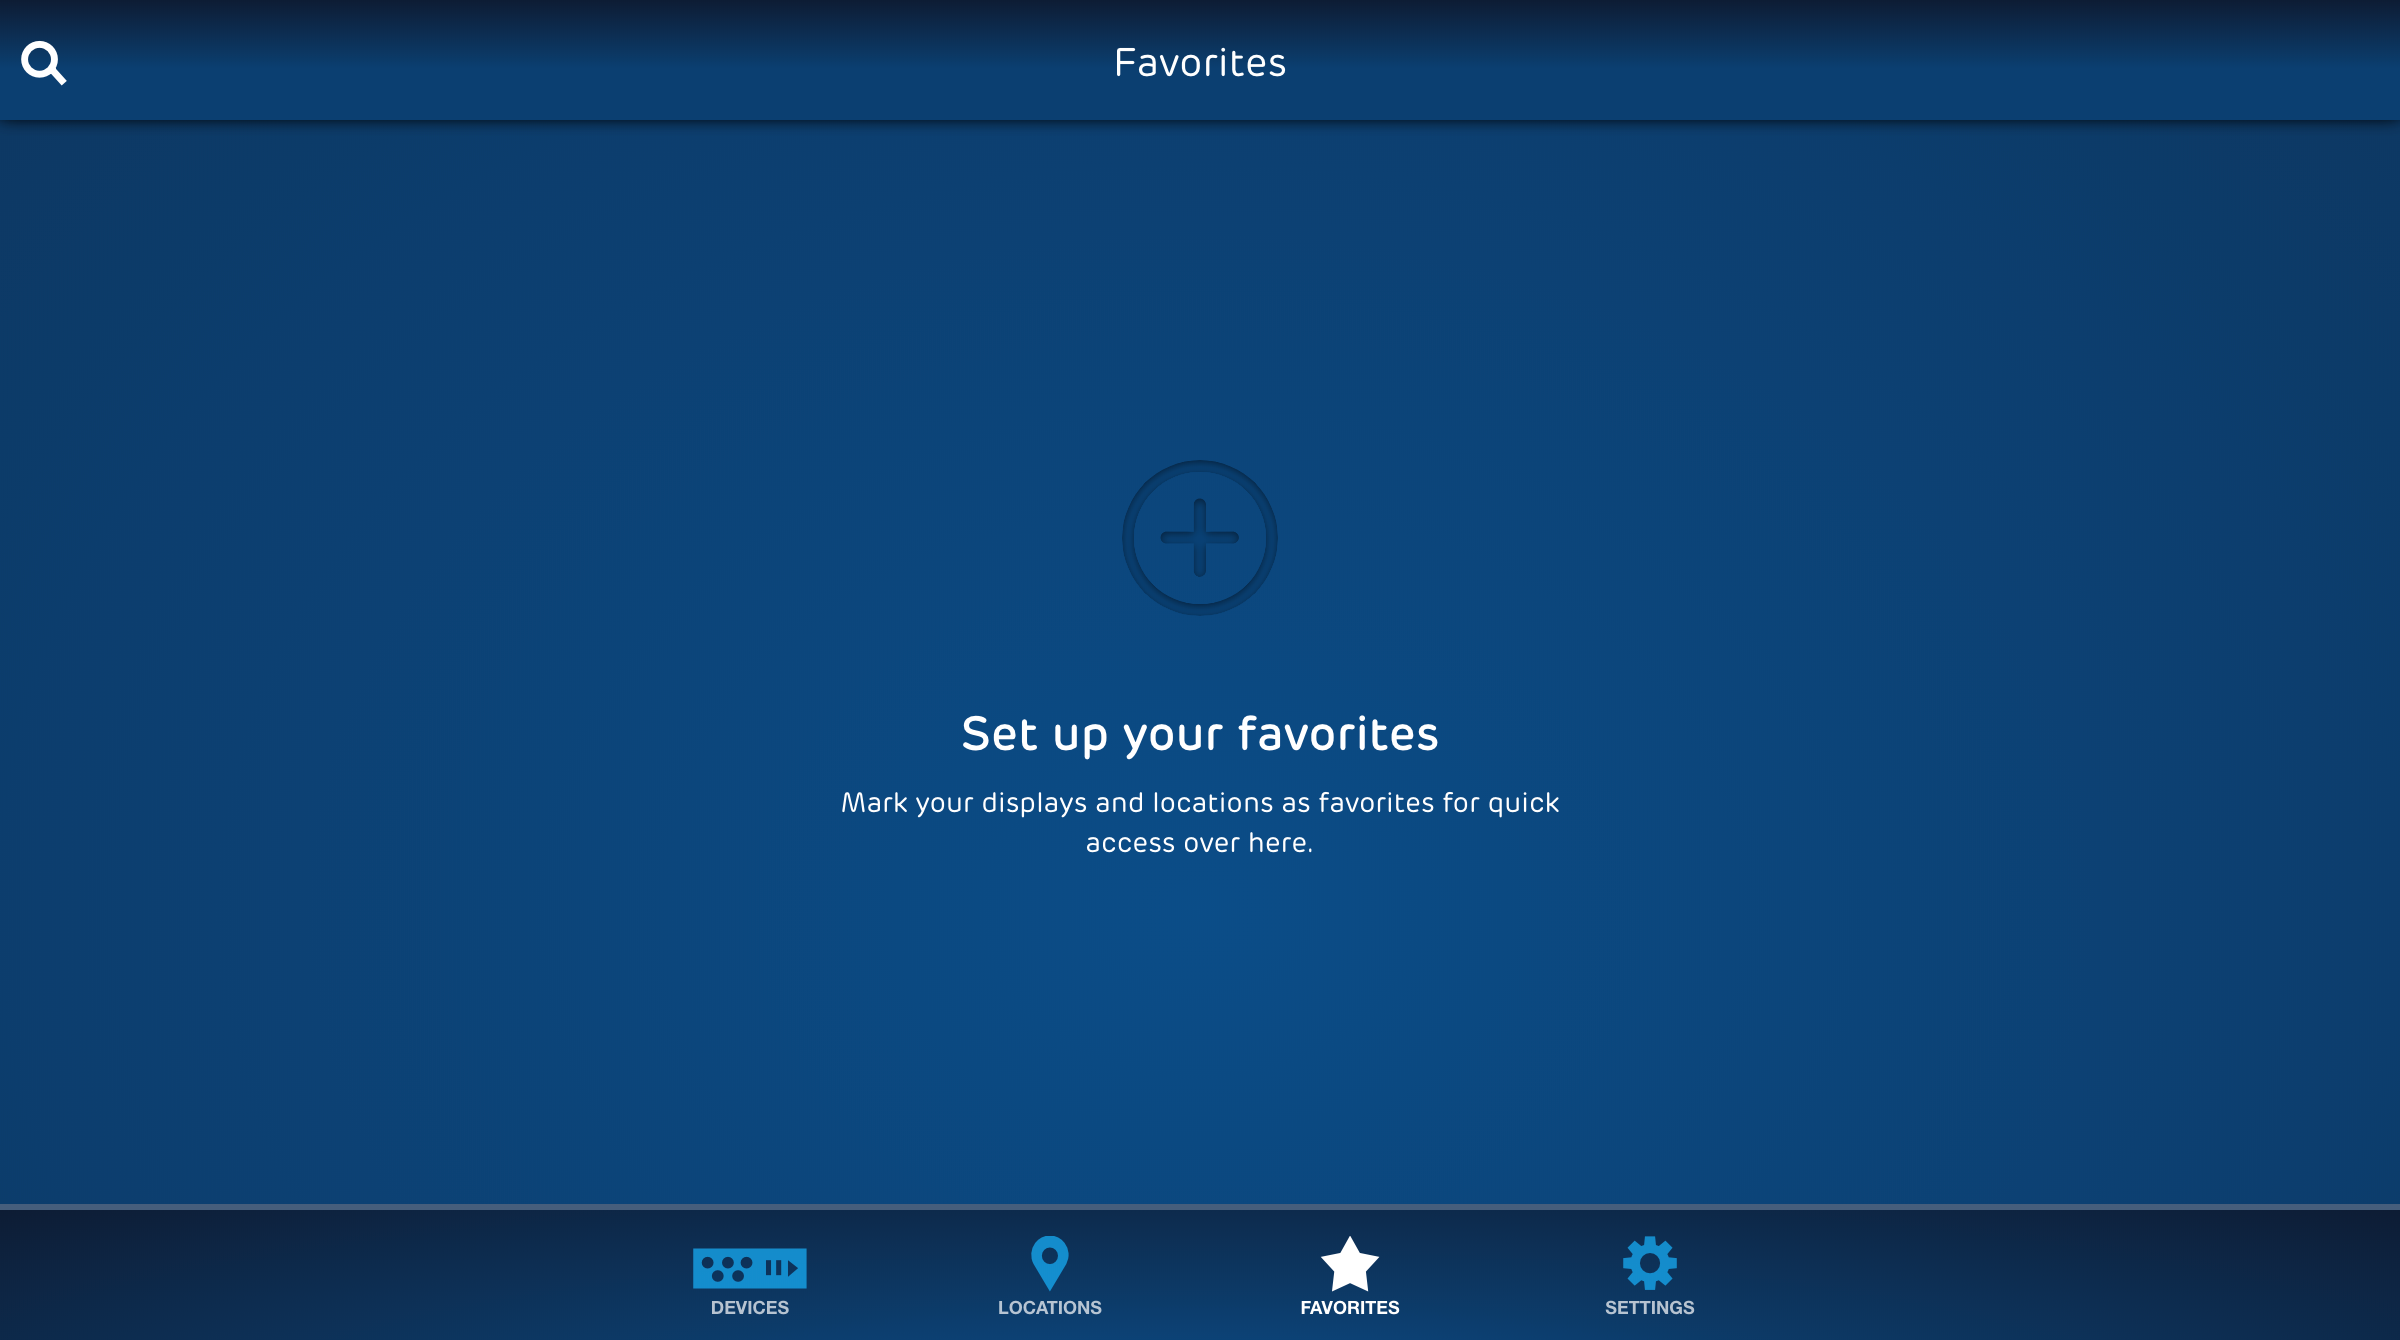 Favorites
Set up your favorites
Mark your displays and locations as favorites for quick
access over here.
DEVICES
LOCATIONS
FAVORITES
SETTINGS